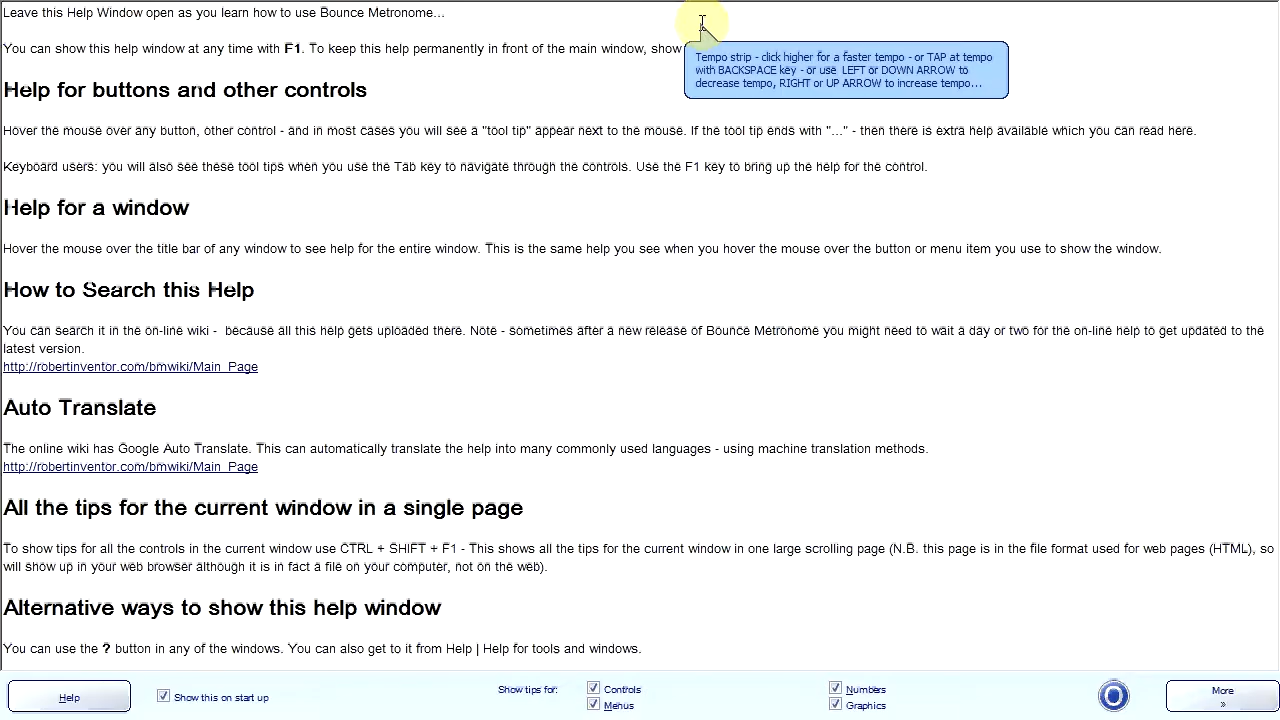 Leave this Help Window open as you learn how to use Bounce Metronome...
You can show this help window at any time with F1. To keep this help permanently in front of the main window, show
Tempo strip - click higher for a faster tempo - or TAP at tempo
with BACKSPACE key - or use LEFT or DOWN ARROW to
decrease tempo, RIGHT or UP ARROW to increase tempo...
Help for buttons and other controls
Hover the mouse over any button, other control - and in most cases you will see a "tool tip" appear next to the mouse. If the tool tip ends with "..." - then there is extra help available which you can read here.
Keyboard users: you will also see these tool tips when you use the Tab key to navigate through the controls. Use the F1 key to bring up the help for the control.
Help for a window
Hover the mouse over the title bar of any window to see help for the entire window. This is the same help you see when you hover the mouse over the button or menu item you use to show the window.
How to Search this Help
You can search it in the on-line wiki - because all this help gets uploaded there. Note - sometimes after a new release of Bounce Metronome you might need to wait a day or two for the on-line help to get updated to the
latest version.
http://robertinventor.com/bmwiki/Main_Page
Auto Translate
The online wiki has Google Auto Translate. This can automatically translate the help into many commonly used languages - using machine translation methods.
http://robertinventor.com/bmwiki/Main_Page
All the tips for the current window in a single page
To show tips for all the controls in the current window use CTRL + SHIFT + F1 - This shows all the tips for the current window in one large scrolling page (N.B. this page is in the file format used for web pages (HTML), so
will show up in your web browser although it is in fact a file on your computer, not on the web).
Alternative ways to show this help window
You can use the ? button in any of the windows. You can also get to it from Help | Help for tools and windows.
Help
Show this on start up
Show tips for:
Controls
Menus
Numbers
Graphics
More
»